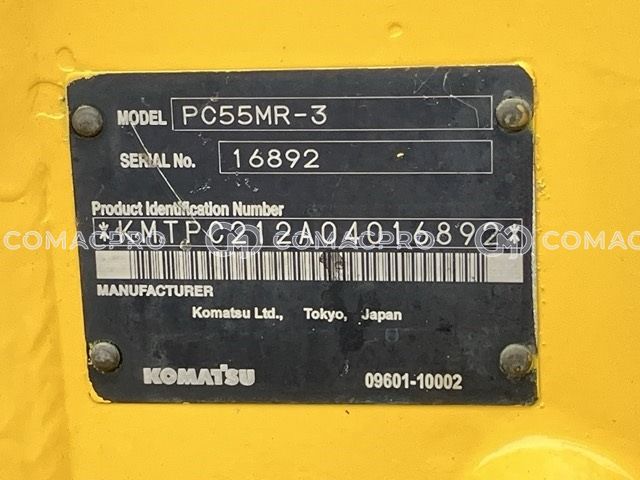 MODEL PC55MR-3
SERIAL No. 16892
Product Identification Number
*KMTPC212A04016892*
COMACPRO COMACPRO COMACPRO
MANUFACTURER
Komatsu Ltd., Tokyo, Japan
KOMATSU 09601-10002